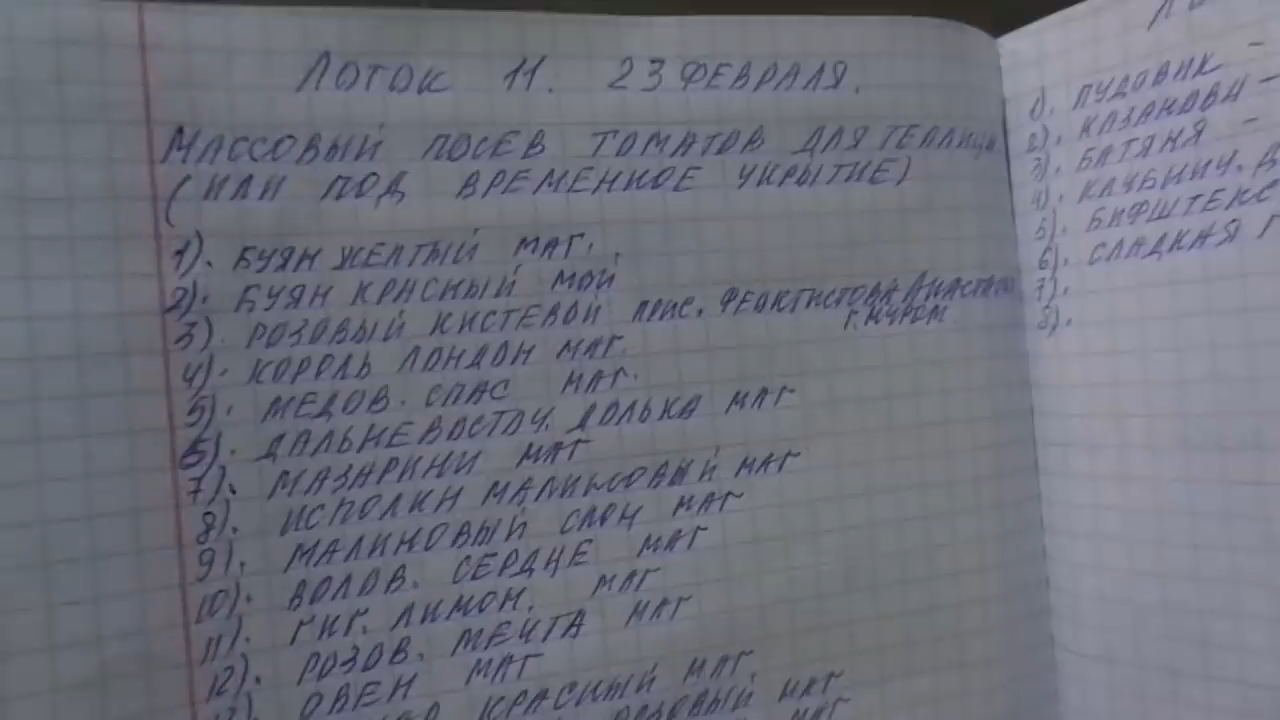 ЛОТОК 11. 23 ФЕВРАЛЯ.
МАССОВЫЙ ПОСЕВ ТОМАТОВ ДЛЯ ТЕПЛИЦЫ
(ИЛИ ПОД ВРЕМЕННОЕ УКРЫТИЕ)
1). БУЯН ЖЕЛТЫЙ МАГ.
2). БУЯН КРАСНЫЙ МОЙ
3). РОЗОВЫЙ КИСТЕВОЙ ПРИС. ФЕОКТИСТОВА
Г. МУРОМ
4). КОРОЛЬ ЛОНДОН МАГ.
5). МЕДОВ. СПАС МАГ.
6). ДАЛЬНЕВОСТОЧ. ДОЛЬКА МАГ
7). МАЗАРИНИ МАГ
8). ИСПОЛИН МАЛИНОВЫЙ МАГ
9). МАЛИНОВЫЙ СЛОН МАГ
10). ВОЛОВ. СЕРДЦЕ МАГ
11). ГИГ. ЛИМОН. МАГ
12). РОЗОВ. МЕЧТА МАГ
13). ОВЕН МАГ
КРАСНЫЙ МАГ.
РОЗОВЫЙ МАГ
МАГ
1). ПУДОВИК -
2). КАЗАНОВА -
3). БАТЯНЯ -
4). КЛУБНИЧ. Д
5). БИФШТЕКС
6). СЛАДКАЯ Г
7).
8).